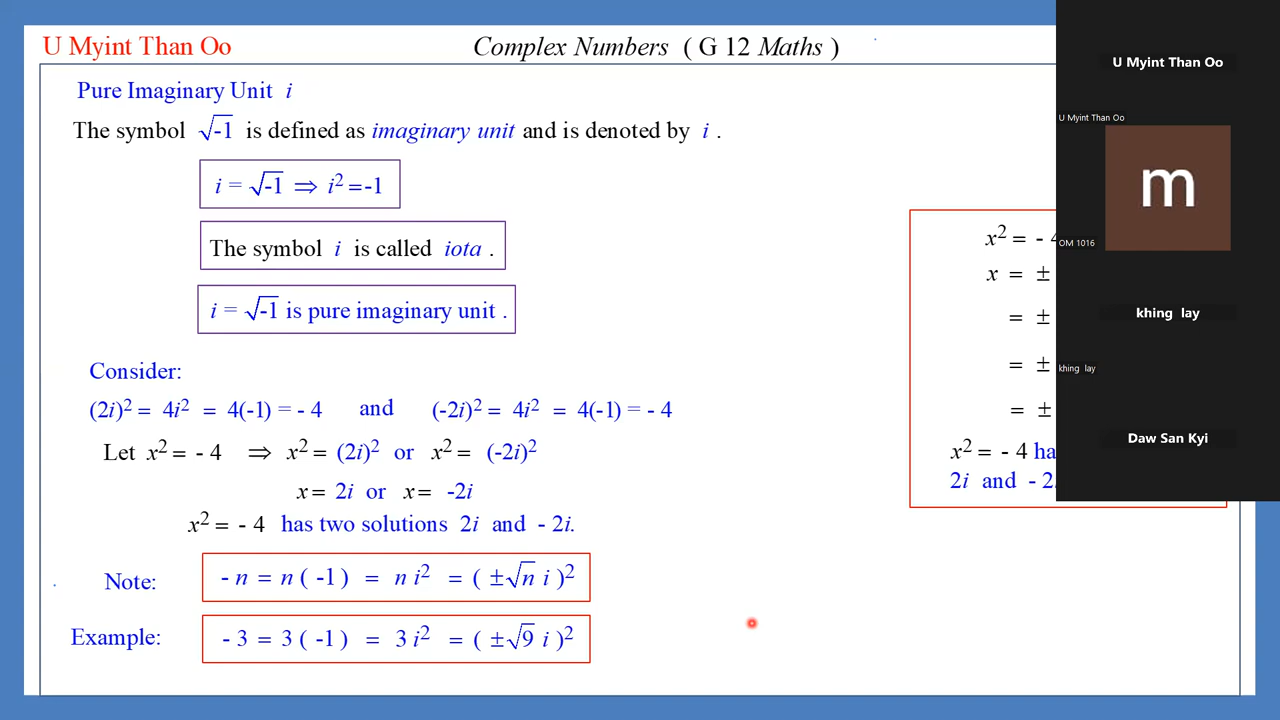 U Myint Than Oo
Complex Numbers ( G 12 Maths )
Pure Imaginary Unit i
The symbol √-1 is defined as imaginary unit and is denoted by i .
i = √-1 ⇒ i² = -1
The symbol i is called iota .
i = √-1 is pure imaginary unit .
Consider:
(2i)² = 4i² = 4(-1) = - 4 and (-2i)² = 4i² = 4(-1) = - 4
Let x² = - 4 ⇒ x² = (2i)² or x² = (-2i)²
x = 2i or x = -2i
x² = - 4 has two solutions 2i and - 2i.
Note: - n = n ( -1 ) = n i² = ( ±√n i )²
Example: - 3 = 3 ( -1 ) = 3 i² = ( ±√9 i )²
x² = -
x = ±
= ±
= ±
= ±
x² = - 4
2i and - 2
U Myint Than Oo
U Myint Than Oo
m
OM 1016
khing lay
khing lay
Daw San Kyi